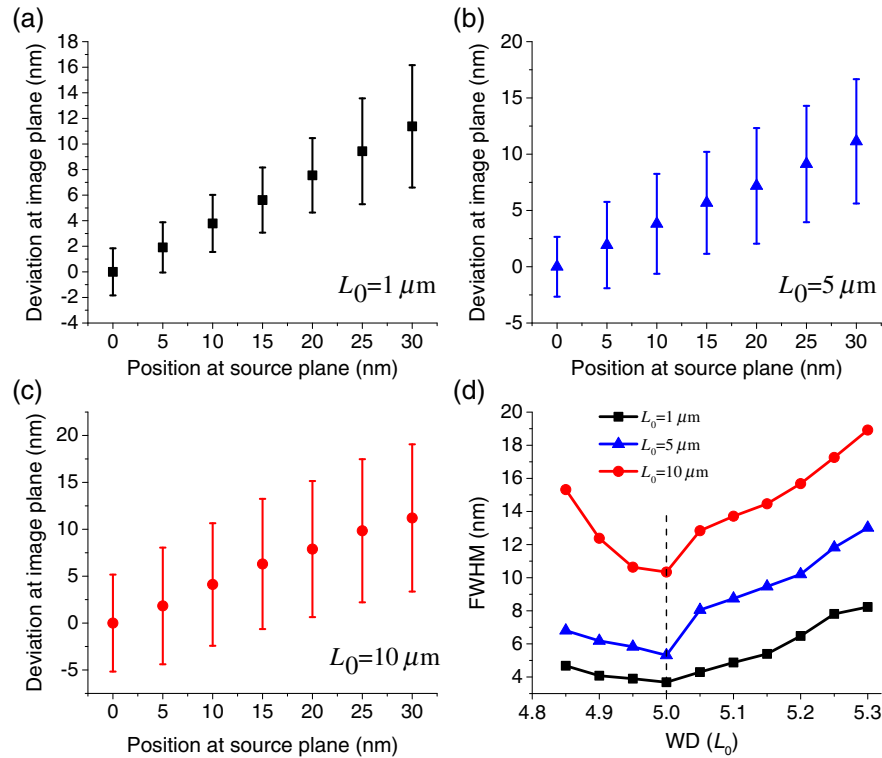 (a)
18
16
14
12
10
8
6
4
2
0
-2
-4
Deviation at image plane (nm)
L0=1 μm
0 5 10 15 20 25 30
Position at source plane (nm)
(b)
20
15
10
5
0
-5
Deviation at image plane (nm)
L0=5 μm
0 5 10 15 20 25 30
Position at source plane (nm)
(c)
20
15
10
5
0
-5
Deviation at image plane (nm)
L0=10 μm
0 5 10 15 20 25 30
Position at source plane (nm)
(d)
20
18
16
14
12
10
8
6
4
FWHM (nm)
L0=1 μm
L0=5 μm
L0=10 μm
4.8 4.9 5.0 5.1 5.2 5.3
WD (L0)